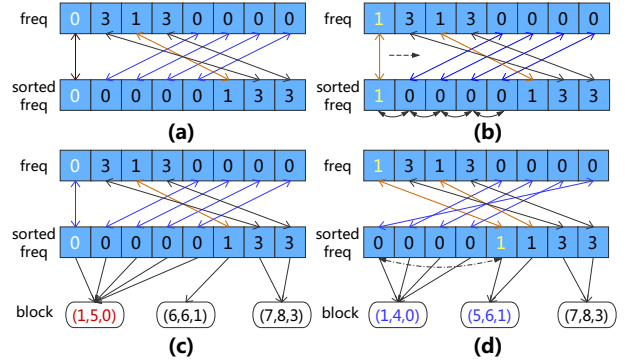 freq 0 3 1 3 0 0 0 0
sorted freq 0 0 0 0 0 1 3 3
(a)
freq 1 3 1 3 0 0 0 0
sorted freq 1 0 0 0 0 1 3 3
(b)
freq 0 3 1 3 0 0 0 0
sorted freq 0 0 0 0 0 1 3 3
block (1,5,0) (6,6,1) (7,8,3)
(c)
freq 1 3 1 3 0 0 0 0
sorted freq 0 0 0 0 1 1 3 3
block (1,4,0) (5,6,1) (7,8,3)
(d)